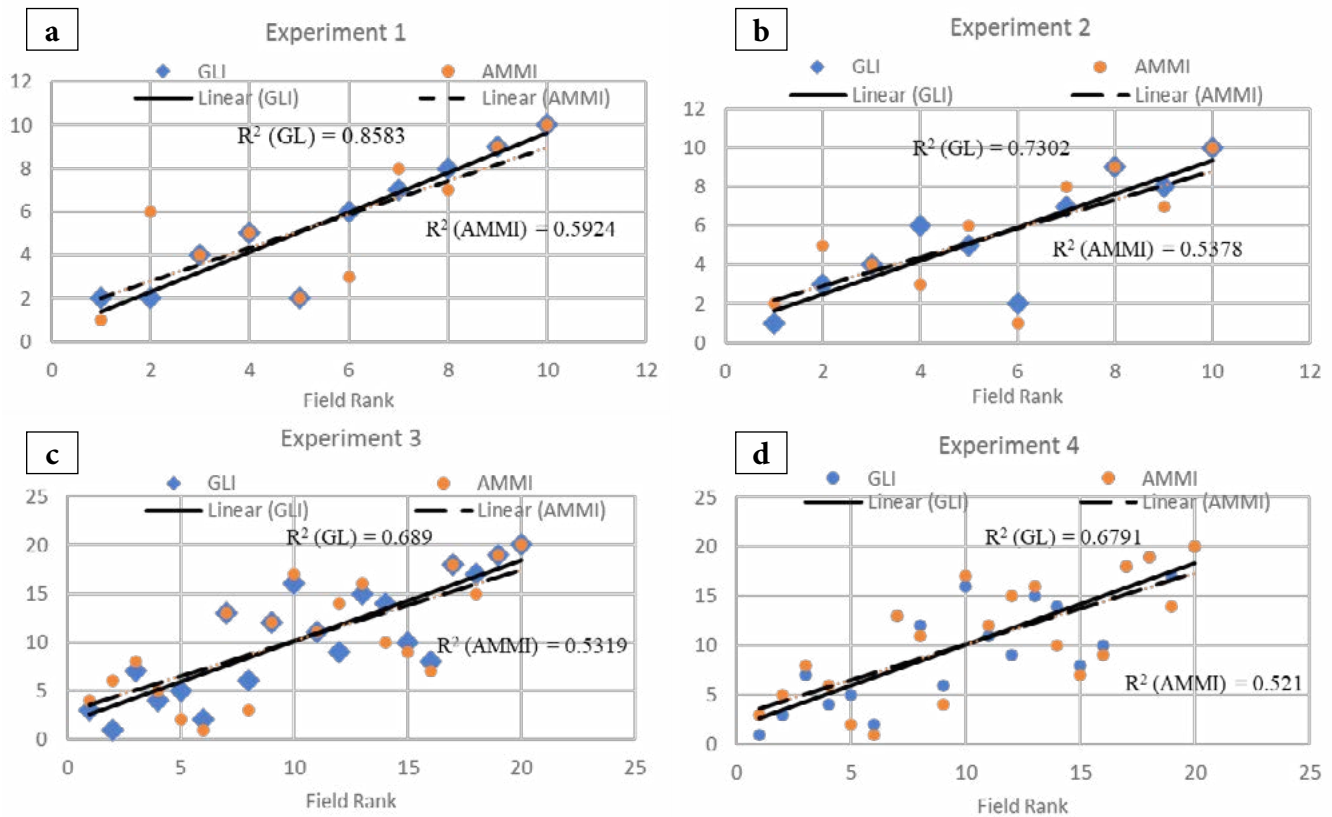 a
Experiment 1
GLI
AMMI
Linear (GLI)
Linear (AMMI)
R² (GL) = 0.8583
R² (AMMI) = 0.5924
12
10
8
6
4
2
0
0 2 4 6 8 10 12
Field Rank
b
Experiment 2
GLI
AMMI
Linear (GLI)
Linear (AMMI)
R² (GL) = 0.7302
R² (AMMI) = 0.5378
12
10
8
6
4
2
0
0 2 4 6 8 10 12
Field Rank
c
Experiment 3
GLI
AMMI
Linear (GLI)
Linear (AMMI)
R² (GL) = 0.689
R² (AMMI) = 0.5319
25
20
15
10
5
0
0 5 10 15 20 25
Field Rank
d
Experiment 4
GLI
AMMI
Linear (GLI)
Linear (AMMI)
R² (GL) = 0.6791
R² (AMMI) = 0.521
25
20
15
10
5
0
0 5 10 15 20 25
Field Rank